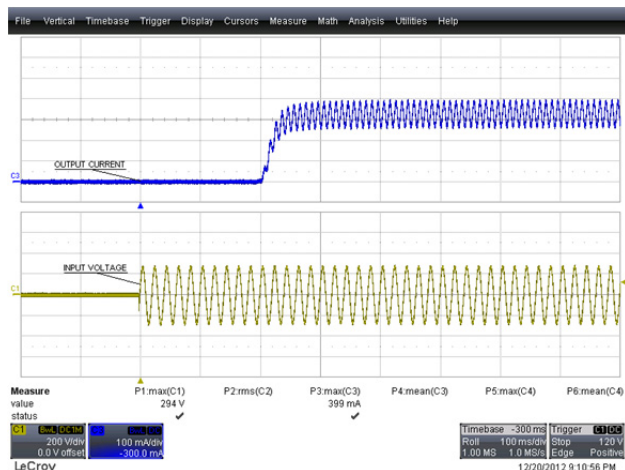 File Vertical Timebase Trigger Display Cursors Measure Math Analysis Utilities Help
OUTPUT CURRENT
C3
INPUT VOLTAGE
C1
Measure P1:max(C1) P2:rms(C2) P3:max(C3) P4:mean(C3) P5:max(C4) P6:mean(C4)
value 294 V 399 mA
status
C1 BwL DC1M
200 V/div 100 mA/div
0.0 V offset -300.0 mA
Timebase -300 ms Trigger C1 DC
Roll 100 ms/div Stop 120 V
1.00 MS 1.0 MS/s Edge Positive
LeCroy 12/20/2012 9:10:56 PM